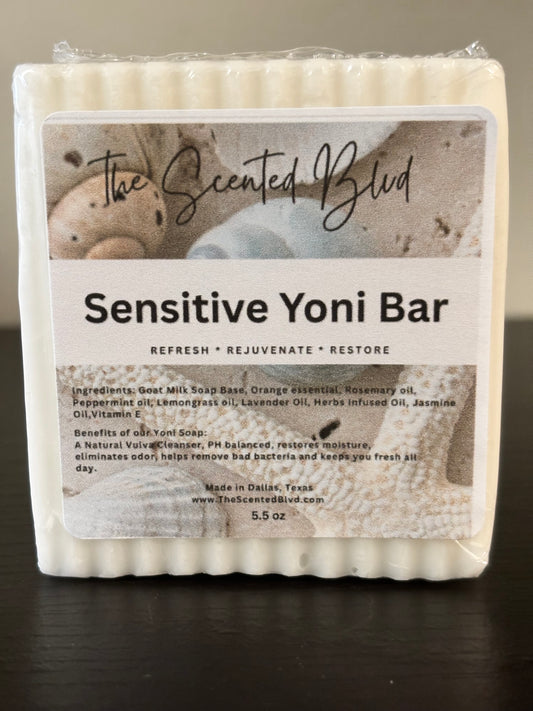 The Scented Blvd
Sensitive Yoni Bar
REFRESH * REJUVENATE * RESTORE
Ingredients: Goat Milk Soap Base, Orange essential, Rosemary oil,
Peppermint oil, Lemongrass oil, Lavender Oil, Herbs Infused Oil, Jasmine
Oil,Vitamin E
Benefits of our Yoni Soap:
A Natural Vulva Cleanser, PH balanced, restores moisture,
eliminates odor, helps remove bad bacteria and keeps you fresh all
day.
Made in Dallas, Texas
www.TheScentedBlvd.com
5.5 oz